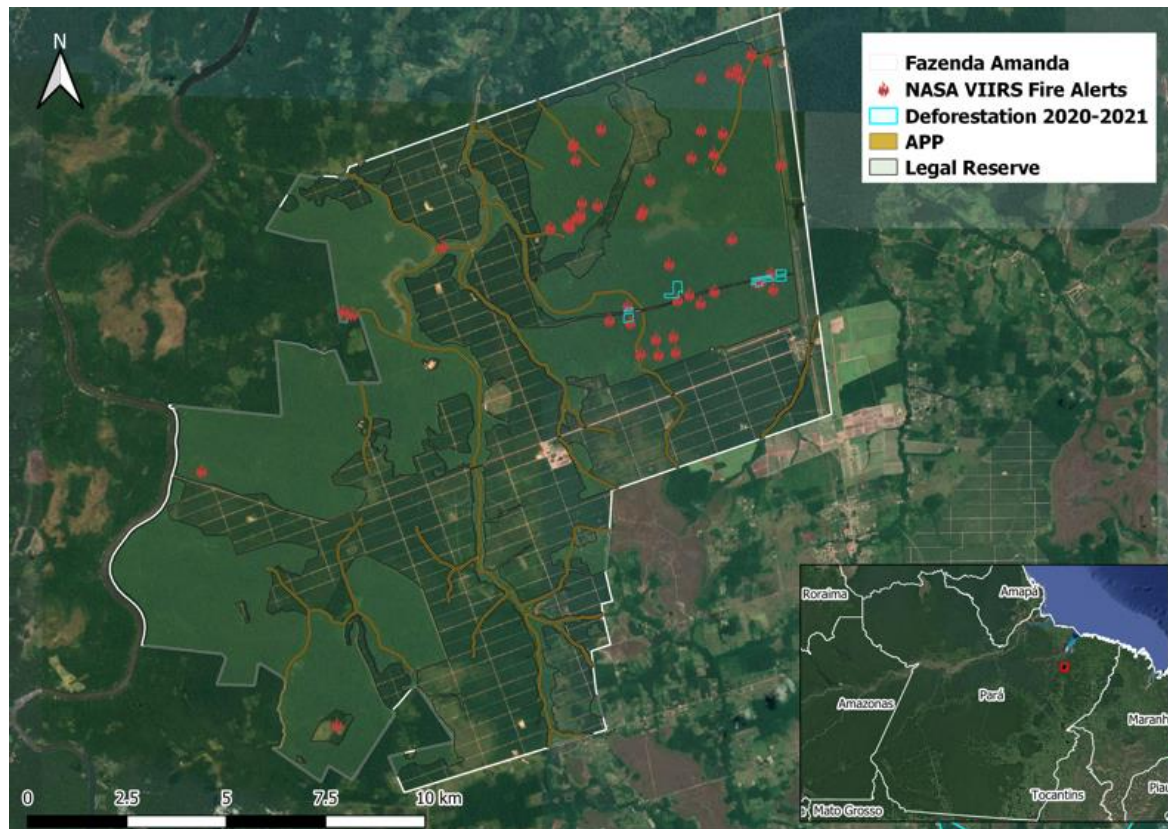 N
Fazenda Amanda
NASA VIIRS Fire Alerts
Deforestation 2020-2021
APP
Legal Reserve
Roraima
Amapá
Amazonas
Pará
Maranh
Tocantins
Piau
Mato Grosso
0 2.5 5 7.5 10 km